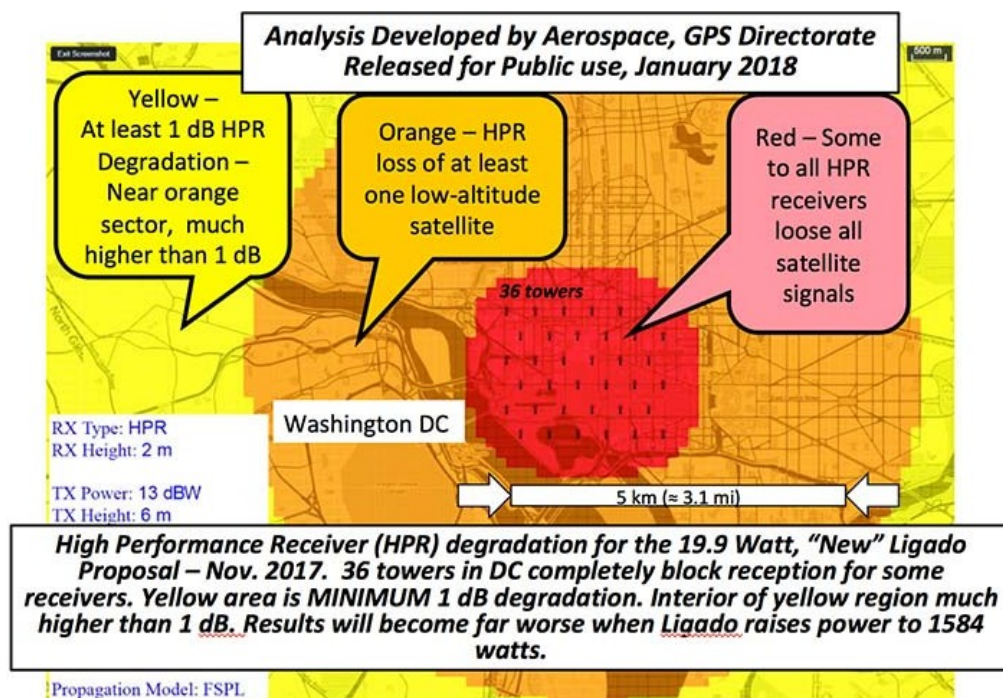 Exit Screenshot
Analysis Developed by Aerospace, GPS Directorate
Released for Public use, January 2018
500 m
Yellow –
At least 1 dB HPR
Degradation –
Near orange
sector, much
higher than 1 dB
Orange – HPR
loss of at least
one low-altitude
satellite
Red – Some
to all HPR
receivers
loose all
satellite
signals
36 towers
Washington DC
RX Type: HPR
RX Height: 2 m
TX Power: 13 dBW
TX Height: 6 m
5 km (≈ 3.1 mi)
High Performance Receiver (HPR) degradation for the 19.9 Watt, “New” Ligado
Proposal – Nov. 2017.  36 towers in DC completely block reception for some
receivers. Yellow area is MINIMUM 1 dB degradation. Interior of yellow region much
higher than 1 dB. Results will become far worse when Ligado raises power to 1584
watts.
Propagation Model: FSPL